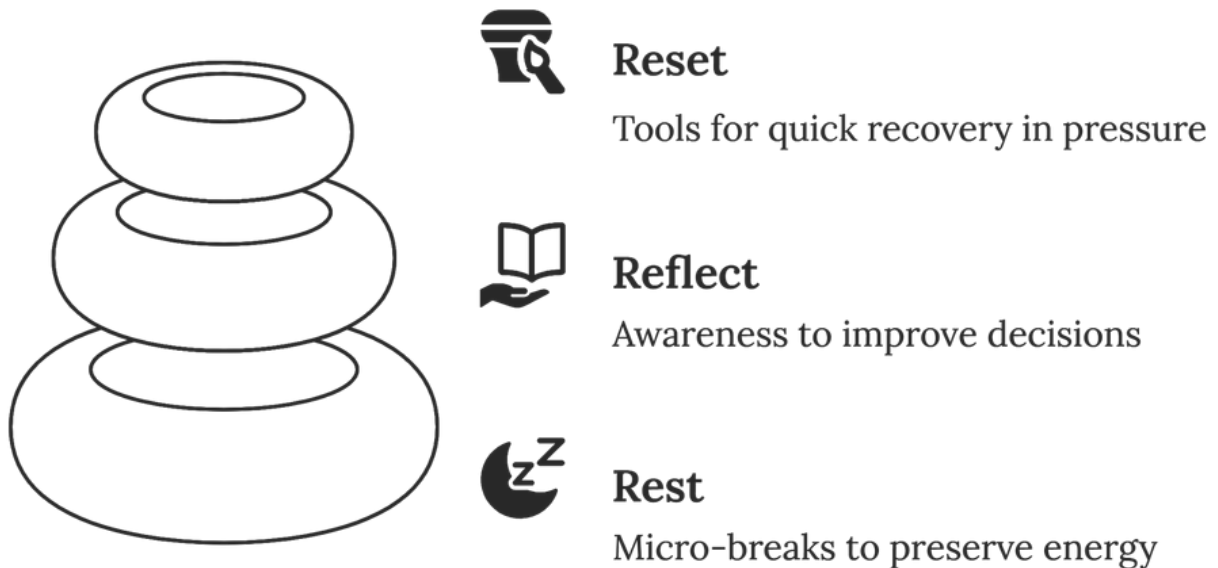 Reset
Tools for quick recovery in pressure
Reflect
Awareness to improve decisions
z Z
Rest
Micro-breaks to preserve energy